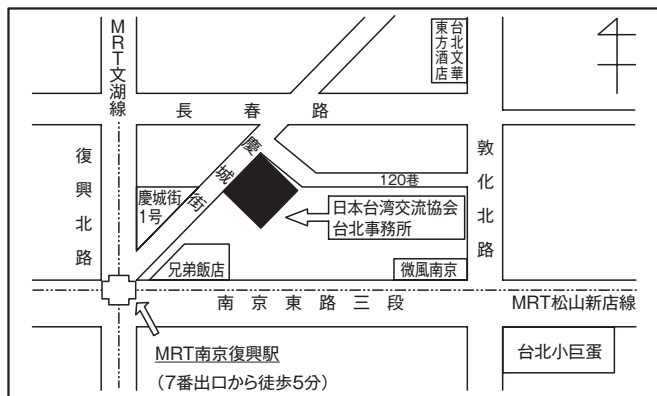 MRT文湖線
台北文華
東方酒店
長春路
復興北路
慶城街
敦化北路
120巷
慶城街
1号
日本台湾交流協会
台北事務所
兄弟飯店
微風南京
南京東路三段
MRT松山新店線
MRT南京復興駅
(7番出口から徒歩5分)
台北小巨蛋